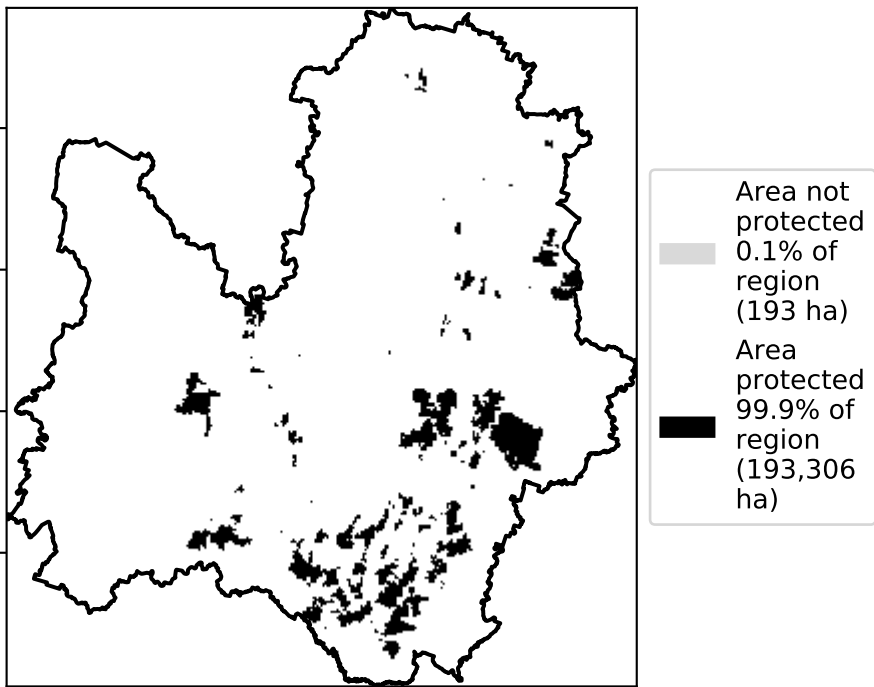 Area not
protected
0.1% of
region
(193 ha)
Area
protected
99.9% of
region
(193,306
ha)